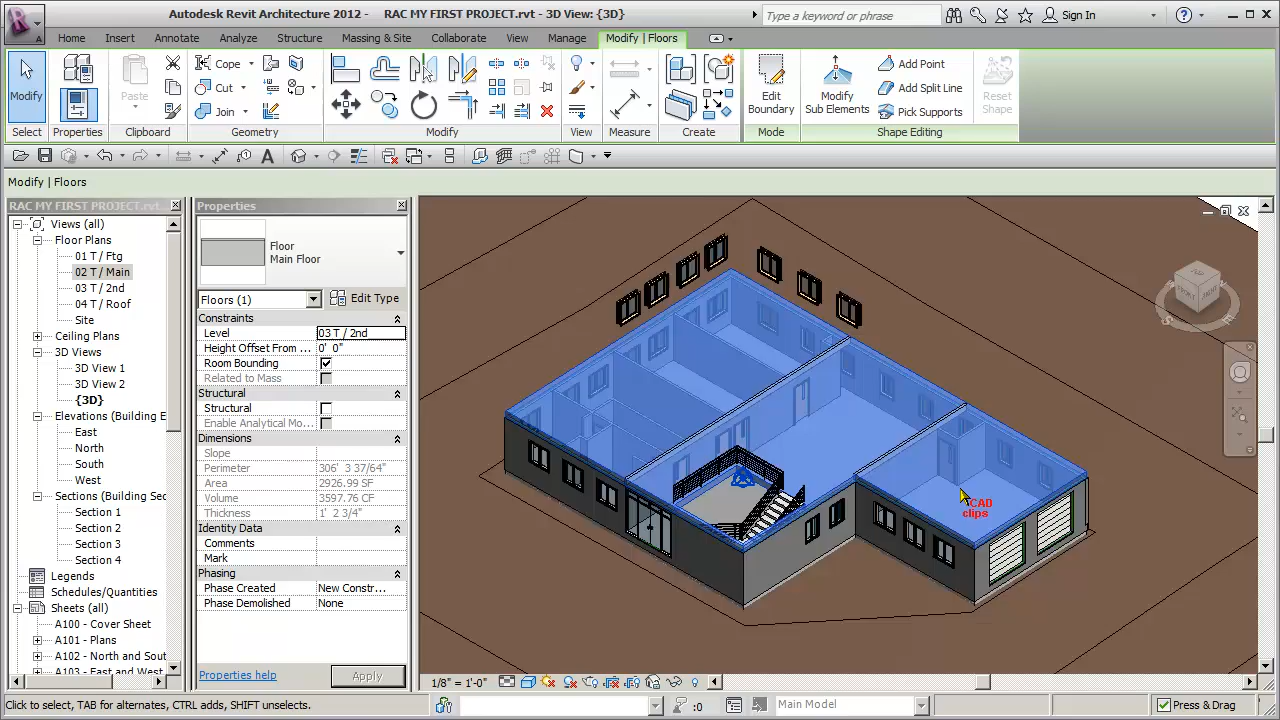 Autodesk Revit Architecture 2012 - RAC MY FIRST PROJECT.rvt - 3D View: {3D}
Type a keyword or phrase
Sign In
Home Insert Annotate Analyze Structure Massing & Site Collaborate View Manage Modify | Floors
Modify
Paste
Cope
Cut
Join
Edit
Boundary
Modify
Sub Elements
Add Point
Add Split Line
Pick Supports
Reset
Shape
Select Properties Clipboard Geometry Modify View Measure Create Mode Shape Editing
Modify | Floors
RAC MY FIRST PROJECT.rvt...
Views (all)
Floor Plans
01 T / Ftg
02 T / Main
03 T / 2nd
04 T / Roof
Site
Ceiling Plans
3D Views
3D View 1
3D View 2
{3D}
Elevations (Building E
East
North
South
West
Sections (Building Sec
Section 1
Section 2
Section 3
Section 4
Legends
Schedules/Quantities
Sheets (all)
A100 - Cover Sheet
A101 - Plans
A102 - North and Sout
A103 - East and West
Properties
Floor
Main Floor
Floors (1)
Edit Type
Constraints
Level 03 T / 2nd
Height Offset From ... 0' 0"
Room Bounding
Related to Mass
Structural
Structural
Enable Analytical Mo...
Dimensions
Slope
Perimeter 306' 3 37/64"
Area 2926.99 SF
Volume 3597.76 CF
Thickness 1' 2 3/4"
Identity Data
Comments
Mark
Phasing
Phase Created New Constr...
Phase Demolished None
Properties help
Apply
TOP
CAD
clips
1/8" = 1'-0"
Click to select, TAB for alternates, CTRL adds, SHIFT unselects.
:0
Main Model
Press & Drag